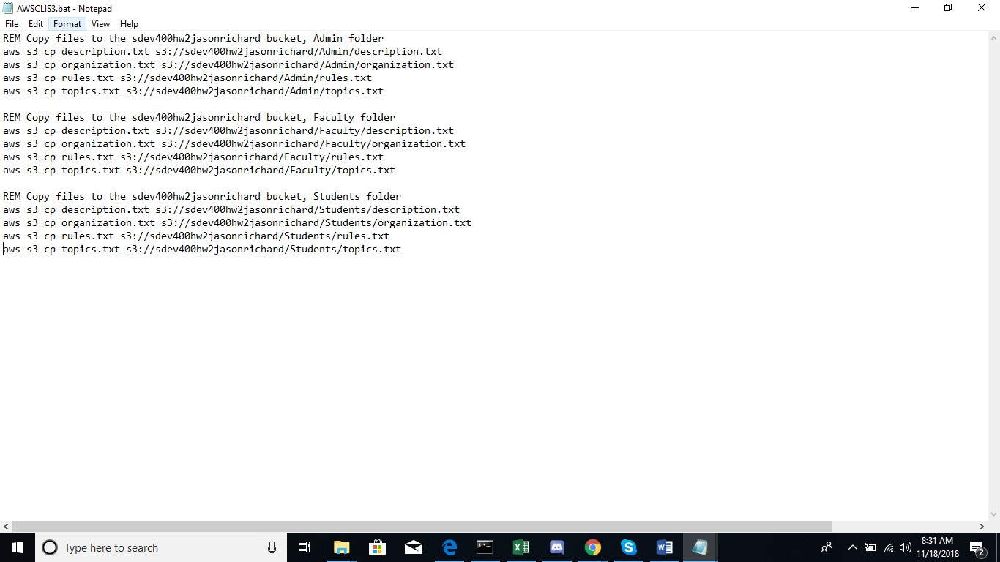 AWSCLIS3.bat - Notepad
File Edit Format View Help
REM Copy files to the sdev400hw2jasonrichard bucket, Admin folder
aws s3 cp description.txt s3://sdev400hw2jasonrichard/Admin/description.txt
aws s3 cp organization.txt s3://sdev400hw2jasonrichard/Admin/organization.txt
aws s3 cp rules.txt s3://sdev400hw2jasonrichard/Admin/rules.txt
aws s3 cp topics.txt s3://sdev400hw2jasonrichard/Admin/topics.txt

REM Copy files to the sdev400hw2jasonrichard bucket, Faculty folder
aws s3 cp description.txt s3://sdev400hw2jasonrichard/Faculty/description.txt
aws s3 cp organization.txt s3://sdev400hw2jasonrichard/Faculty/organization.txt
aws s3 cp rules.txt s3://sdev400hw2jasonrichard/Faculty/rules.txt
aws s3 cp topics.txt s3://sdev400hw2jasonrichard/Faculty/topics.txt

REM Copy files to the sdev400hw2jasonrichard bucket, Students folder
aws s3 cp description.txt s3://sdev400hw2jasonrichard/Students/description.txt
aws s3 cp organization.txt s3://sdev400hw2jasonrichard/Students/organization.txt
aws s3 cp rules.txt s3://sdev400hw2jasonrichard/Students/rules.txt
aws s3 cp topics.txt s3://sdev400hw2jasonrichard/Students/topics.txt
Type here to search
8:31 AM
11/18/2018
2